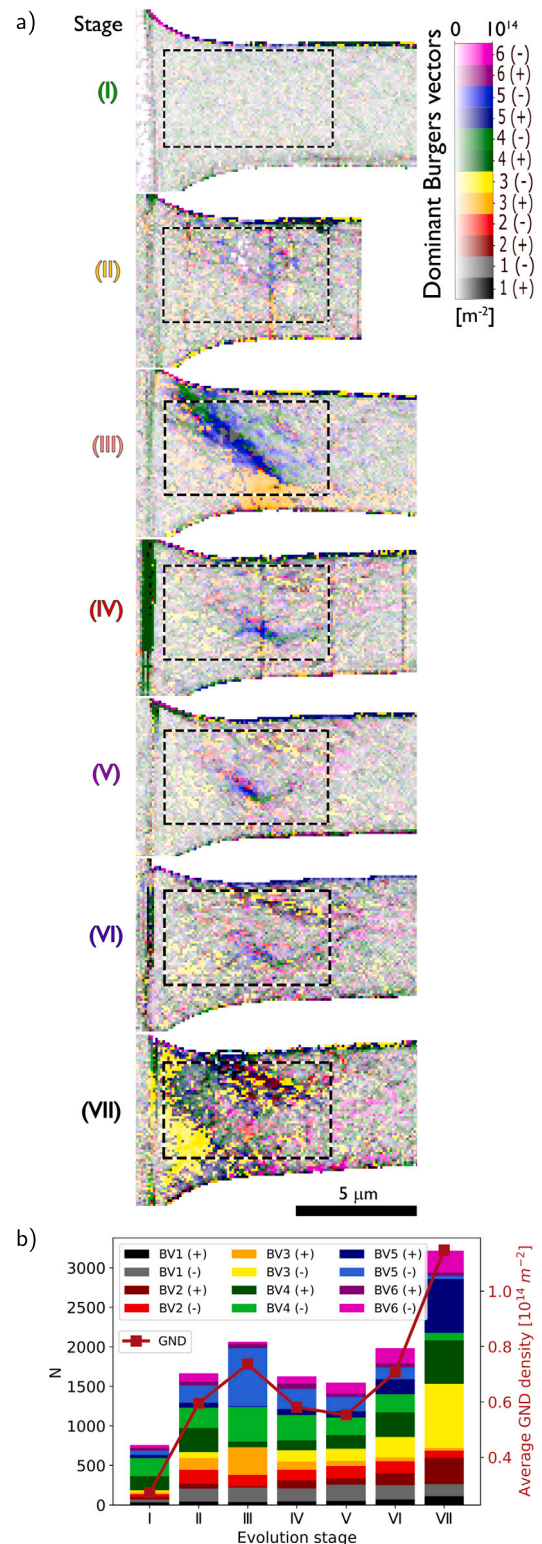 a)
Stage
(I)
(II)
(III)
(IV)
(V)
(VI)
(VII)
0 10¹⁴
Dominant Burgers vectors
6 (-)
6 (+)
5 (-)
5 (+)
4 (-)
4 (+)
3 (-)
3 (+)
2 (-)
2 (+)
1 (-)
1 (+)
[m⁻²]
5 μm
b)
BV1 (+) BV3 (+) BV5 (+)
BV1 (-) BV3 (-) BV5 (-)
BV2 (+) BV4 (+) BV6 (+)
BV2 (-) BV4 (-) BV6 (-)
GND
3000
2500
2000
1500
1000
500
0
N
1.0
0.8
0.6
0.4
Average GND density [10¹⁴ m⁻²]
I II III IV V VI VII
Evolution stage